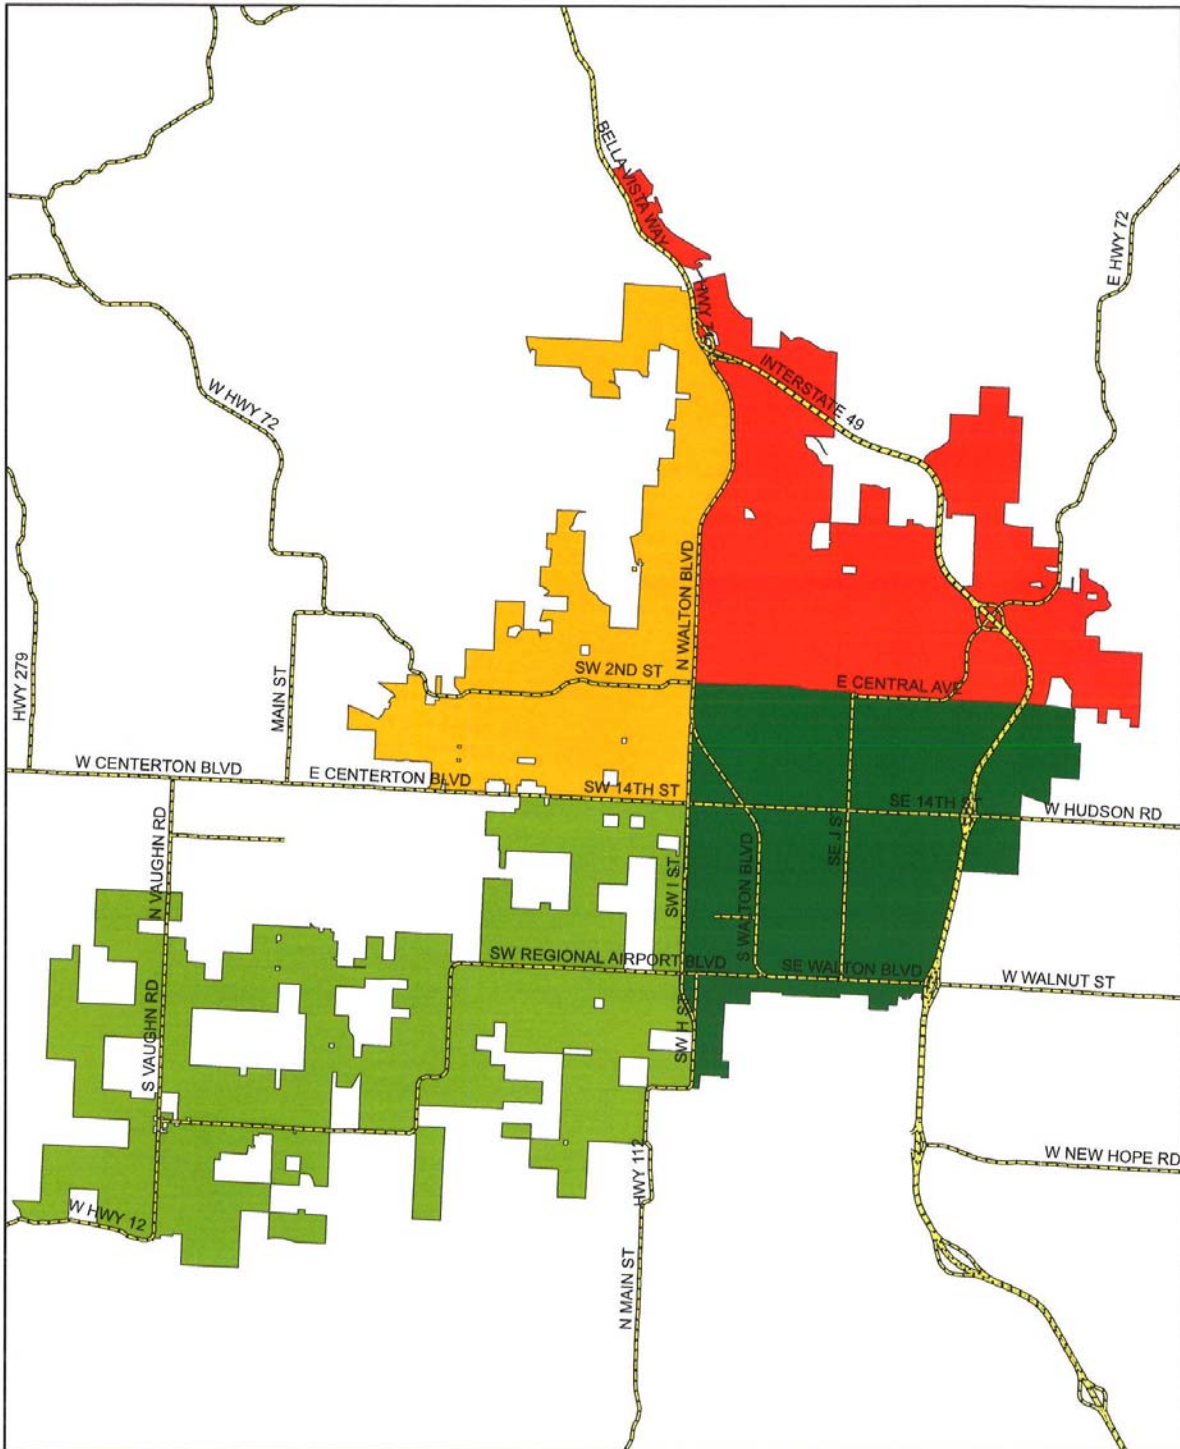 BELLA VISTA WAY
E HWY 72
HWY
INTERSTATE 49
W HWY 72
N WALTON BLVD
SW 2ND ST
E CENTRAL AVE
HWY 279
MAIN ST
W CENTERTON BLVD
E CENTERTON BLVD
SW 14TH ST
SE 14TH ST
W HUDSON RD
N VAUGHN RD
SW I ST
S WALTON BLVD
SE J ST
SW REGIONAL AIRPORT BLVD
SE WALTON BLVD
W WALNUT ST
S VAUGHN RD
SW H ST
W NEW HOPE RD
HWY 112
W HWY 12
N MAIN ST